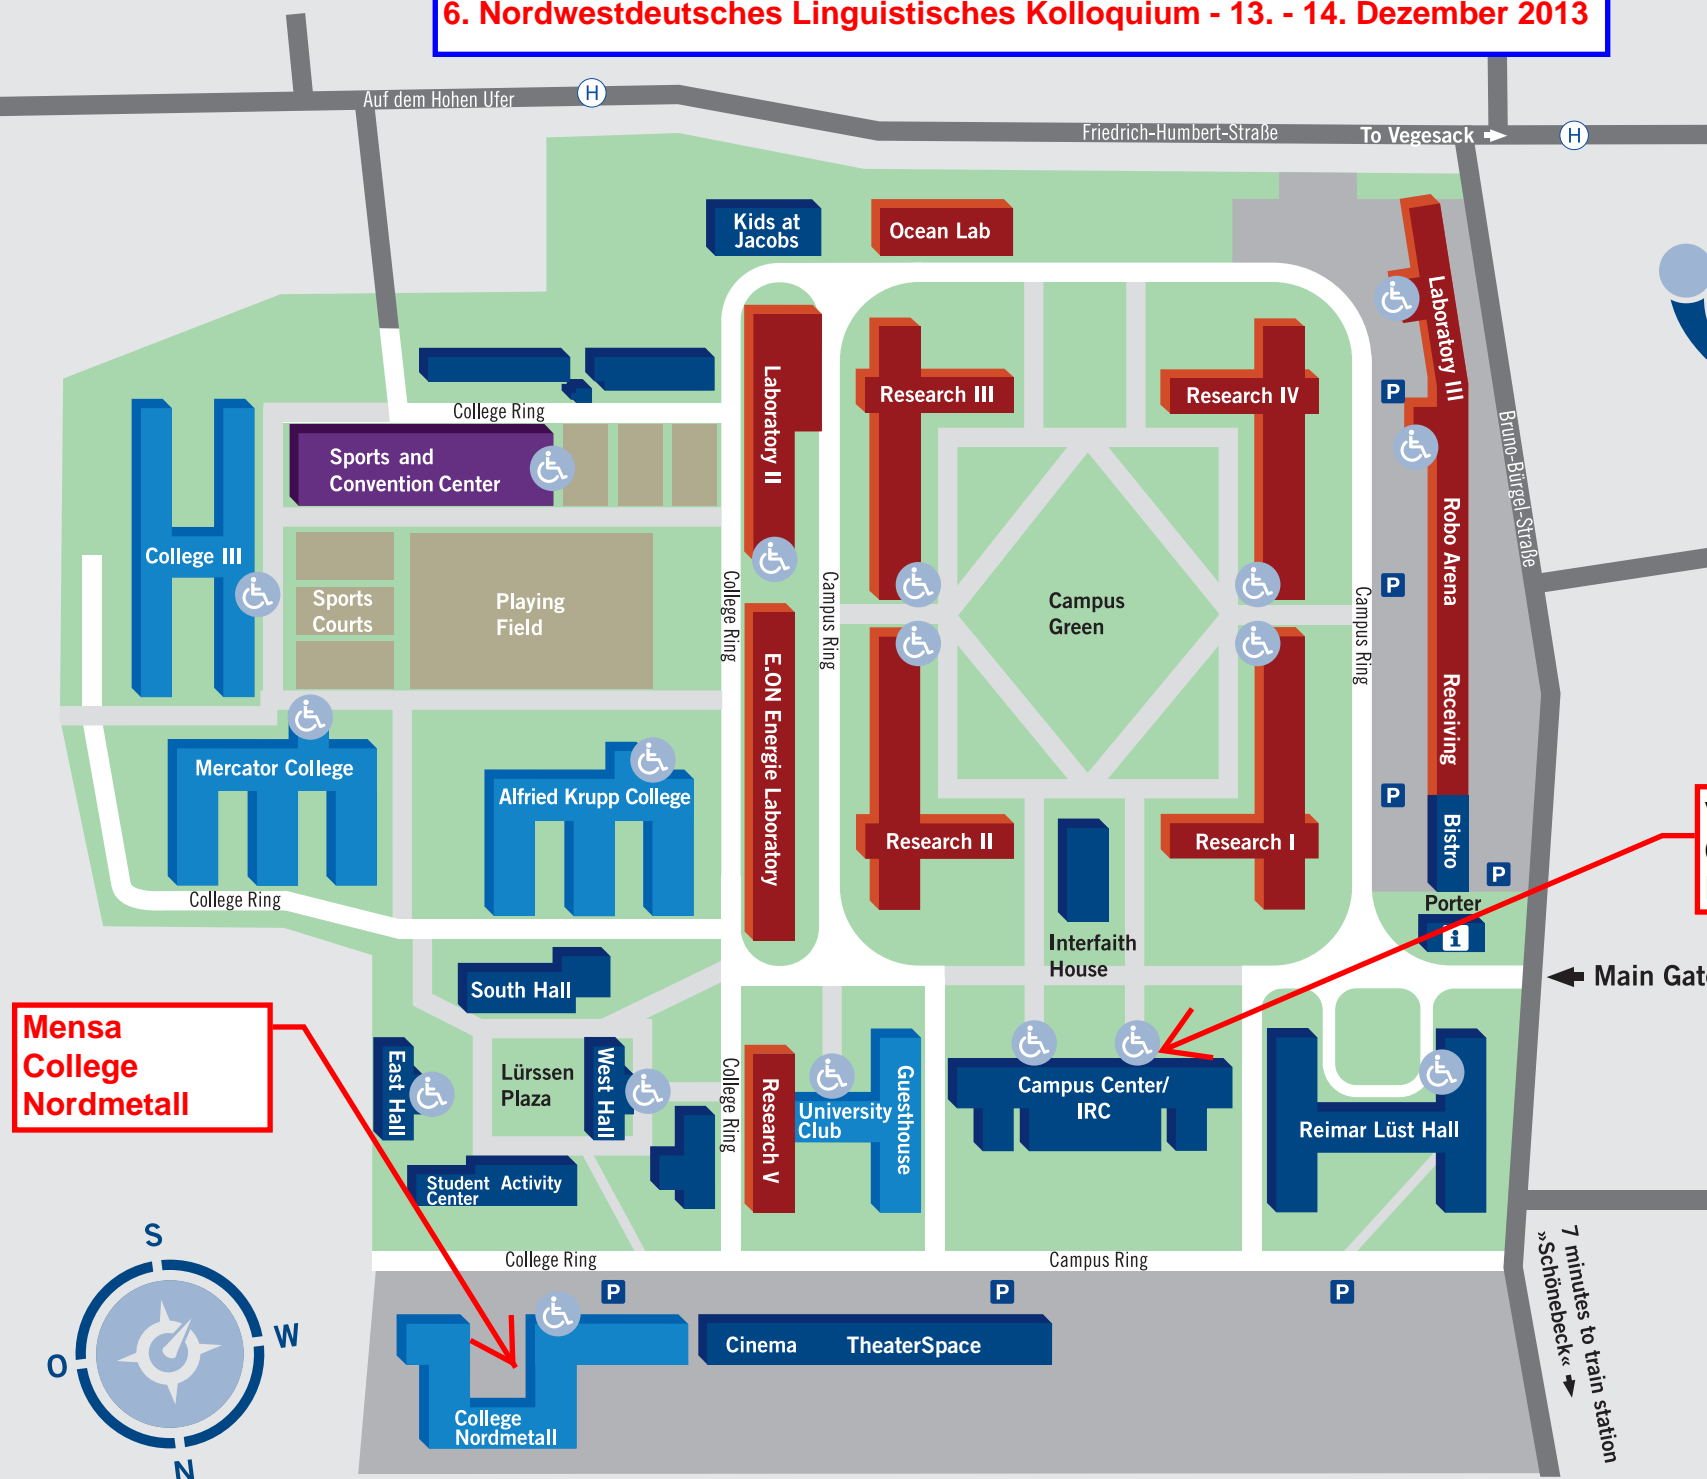 6. Nordwestdeutsches Linguistisches Kolloquium - 13. - 14. Dezember 2013
Auf dem Hohen Ufer
H
Friedrich-Humbert-Straße
To Vegesack
H
Kids at
Jacobs
Ocean Lab
Laboratory III
Laboratory II
Research III
Research IV
P
College Ring
Sports and
Convention Center
Bruno-Bürgel-Straße
College III
Sports
Courts
Playing
Field
College Ring
Campus Ring
Campus
Green
Campus Ring
P
Robo Arena
Receiving
Mercator College
Alfried Krupp College
E.ON Energie Laboratory
P
Research II
Research I
Bistro
P
College Ring
Porter
i
Interfaith
House
Main
South Hall
Mensa
College
Nordmetall
East Hall
Lürssen
Plaza
West Hall
College Ring
Research V
University
Club
Guesthouse
Campus Center/
IRC
Reimar Lüst Hall
Student Activity
Center
College Ring
Campus Ring
P
P
P
7 minutes to train station
»Schönebeck«
Cinema
TheaterSpace
College
Nordmetall
S
W
O
N